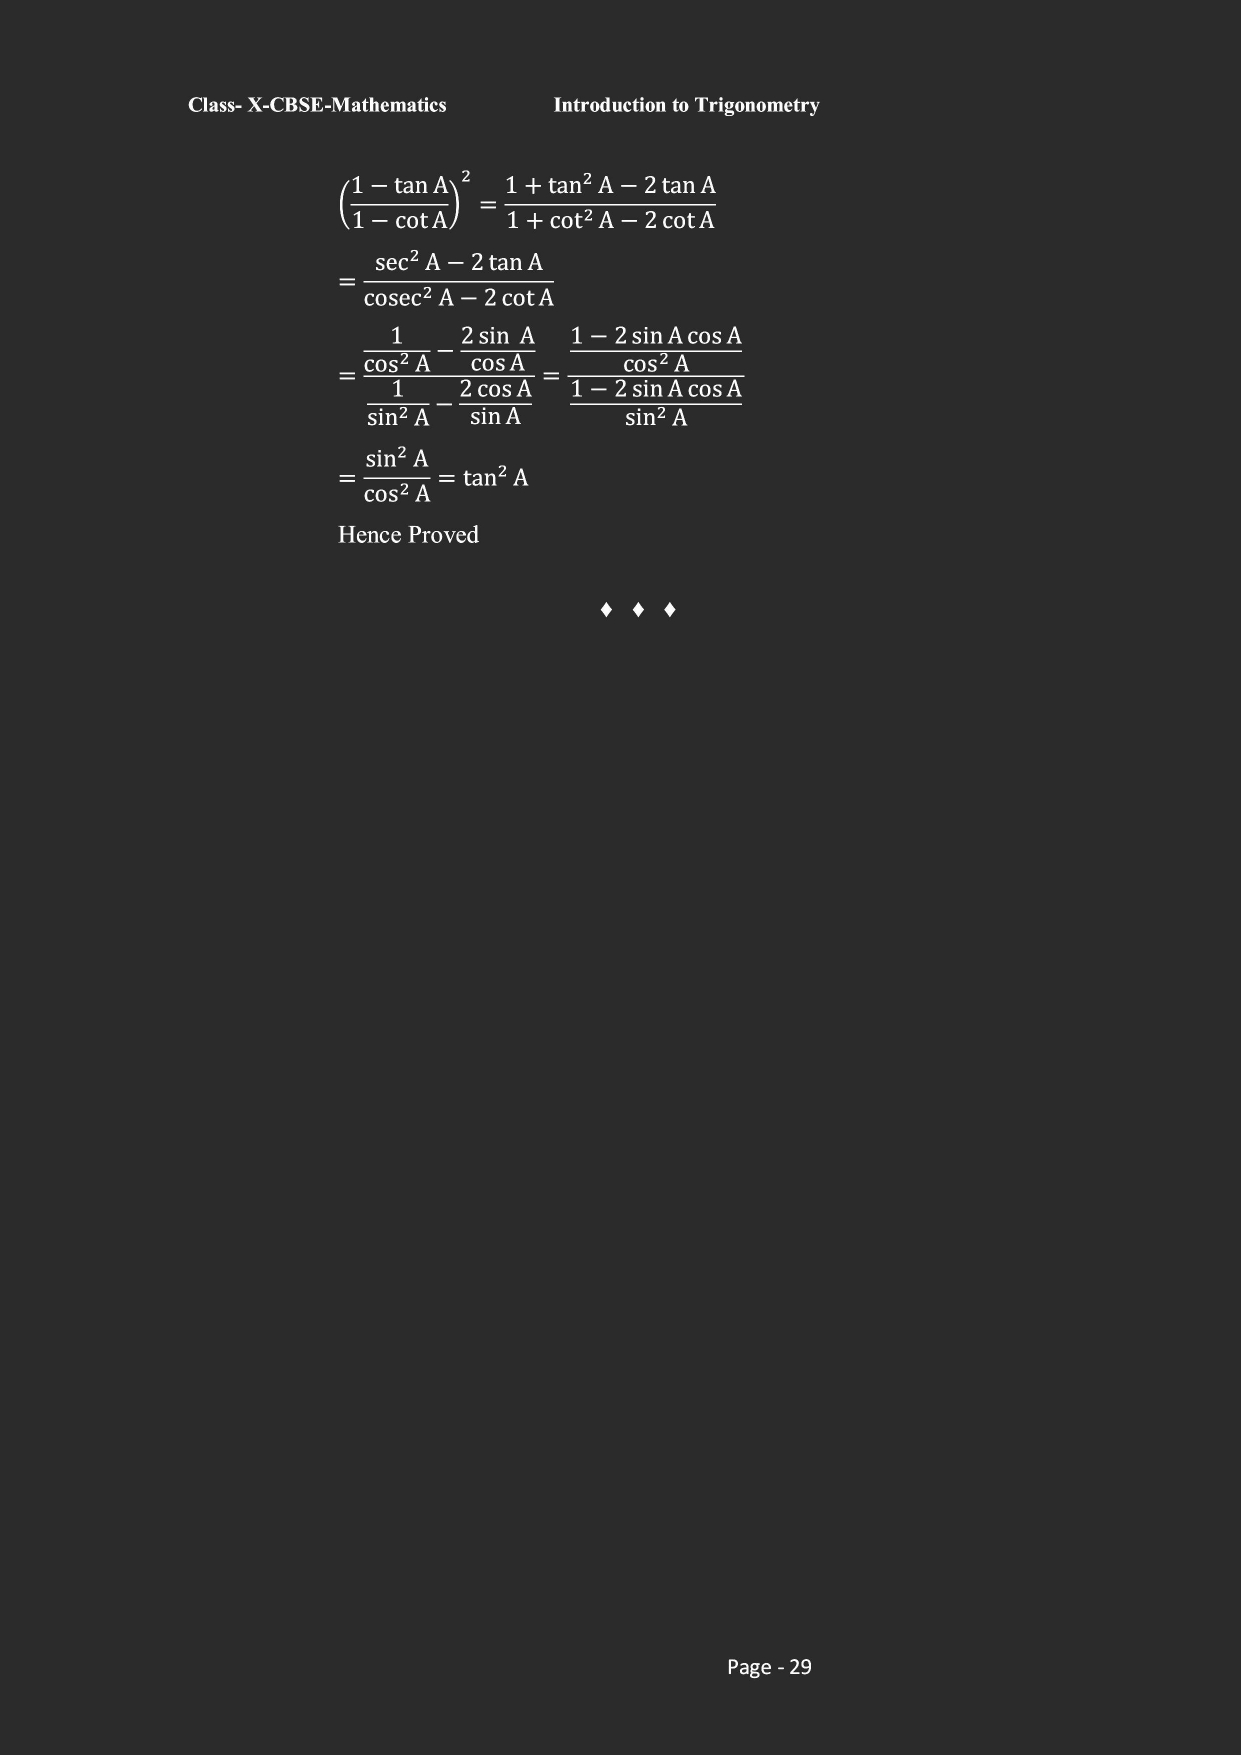 Class- X-CBSE-Mathematics Introduction to Trigonometry
$\left(\frac{1 - \tan A}{1 - \cot A}\right)^2 = \frac{1 + \tan^2 A - 2 \tan A}{1 + \cot^2 A - 2 \cot A}$
$= \frac{\sec^2 A - 2 \tan A}{\operatorname{cosec}^2 A - 2 \cot A}$
$= \frac{\frac{1}{\cos^2 A} - \frac{2 \sin A}{\cos A}}{\frac{1}{\sin^2 A} - \frac{2 \cos A}{\sin A}} = \frac{\frac{1 - 2 \sin A \cos A}{\cos^2 A}}{\frac{1 - 2 \sin A \cos A}{\sin^2 A}}$
$= \frac{\sin^2 A}{\cos^2 A} = \tan^2 A$
Hence Proved
♦ ♦ ♦
Page - 29